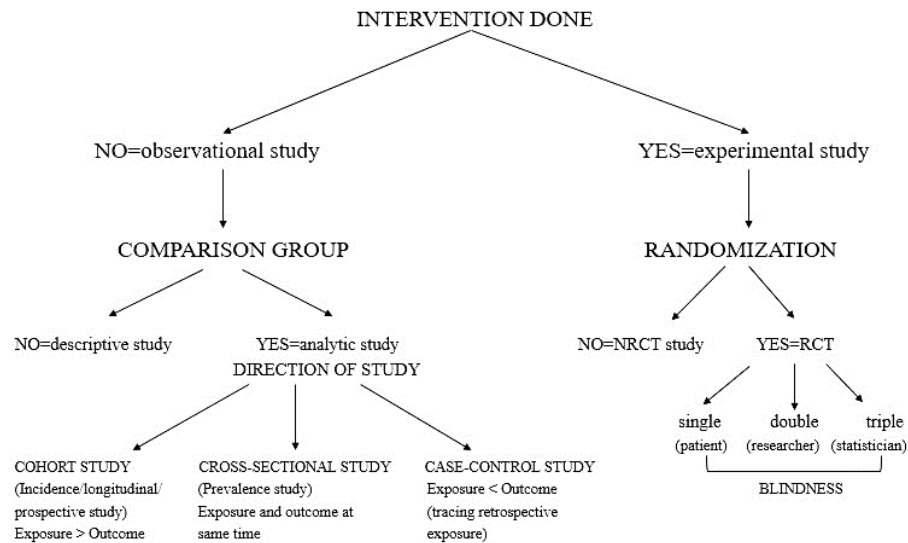 INTERVENTION DONE
NO=observational study
YES=experimental study
COMPARISON GROUP
RANDOMIZATION
NO=descriptive study
YES=analytic study
DIRECTION OF STUDY
NO=NRCT study
YES=RCT
single
(patient)
double
(researcher)
triple
(statistician)
BLINDNESS
COHORT STUDY
(Incidence/longitudinal/
prospective study)
Exposure > Outcome
CROSS-SECTIONAL STUDY
(Prevalence study)
Exposure and outcome at
same time
CASE-CONTROL STUDY
Exposure < Outcome
(tracing retrospective
exposure)